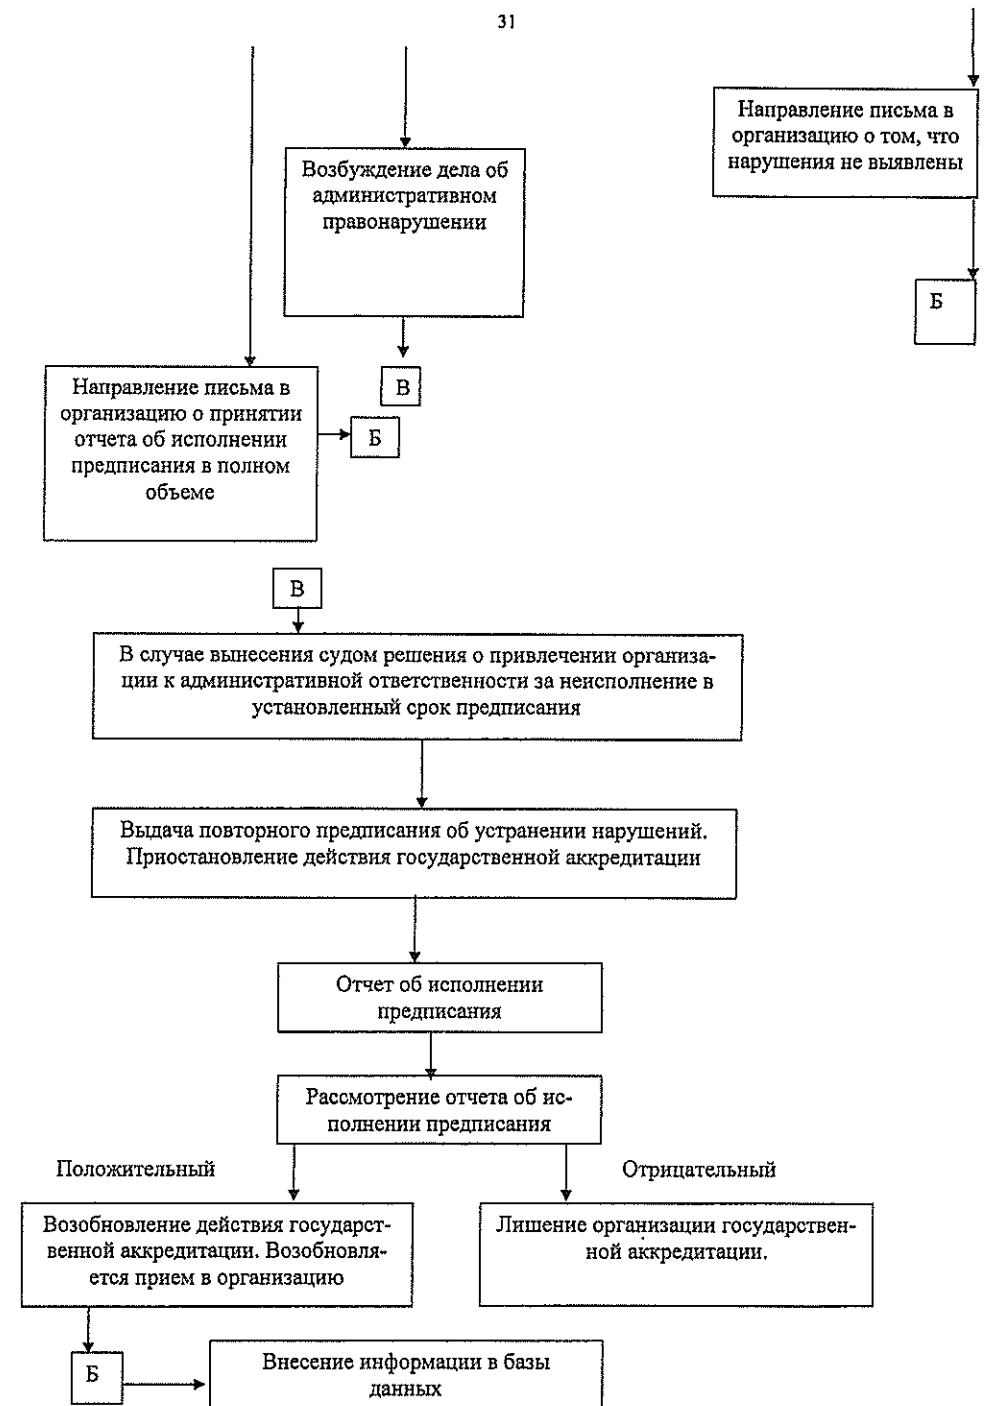 31
Направление письма в
организацию о том, что
нарушения не выявлены
Возбуждение дела об
административном
правонарушении
Б
В
Направление письма в
организацию о принятии
отчета об исполнении
предписания в полном
объеме
Б
В
В случае вынесения судом решения о привлечении организа-
ции к административной ответственности за неисполнение в
установленный срок предписания
Выдача повторного предписания об устранении нарушений.
Приостановление действия государственной аккредитации
Отчет об исполнении
предписания
Рассмотрение отчета об ис-
полнении предписания
Положительный
Отрицательный
Возобновление действия государст-
венной аккредитации. Возобновля-
ется прием в организацию
Лишение организации государствен-
ной аккредитации.
Б
Внесение информации в базы
данных